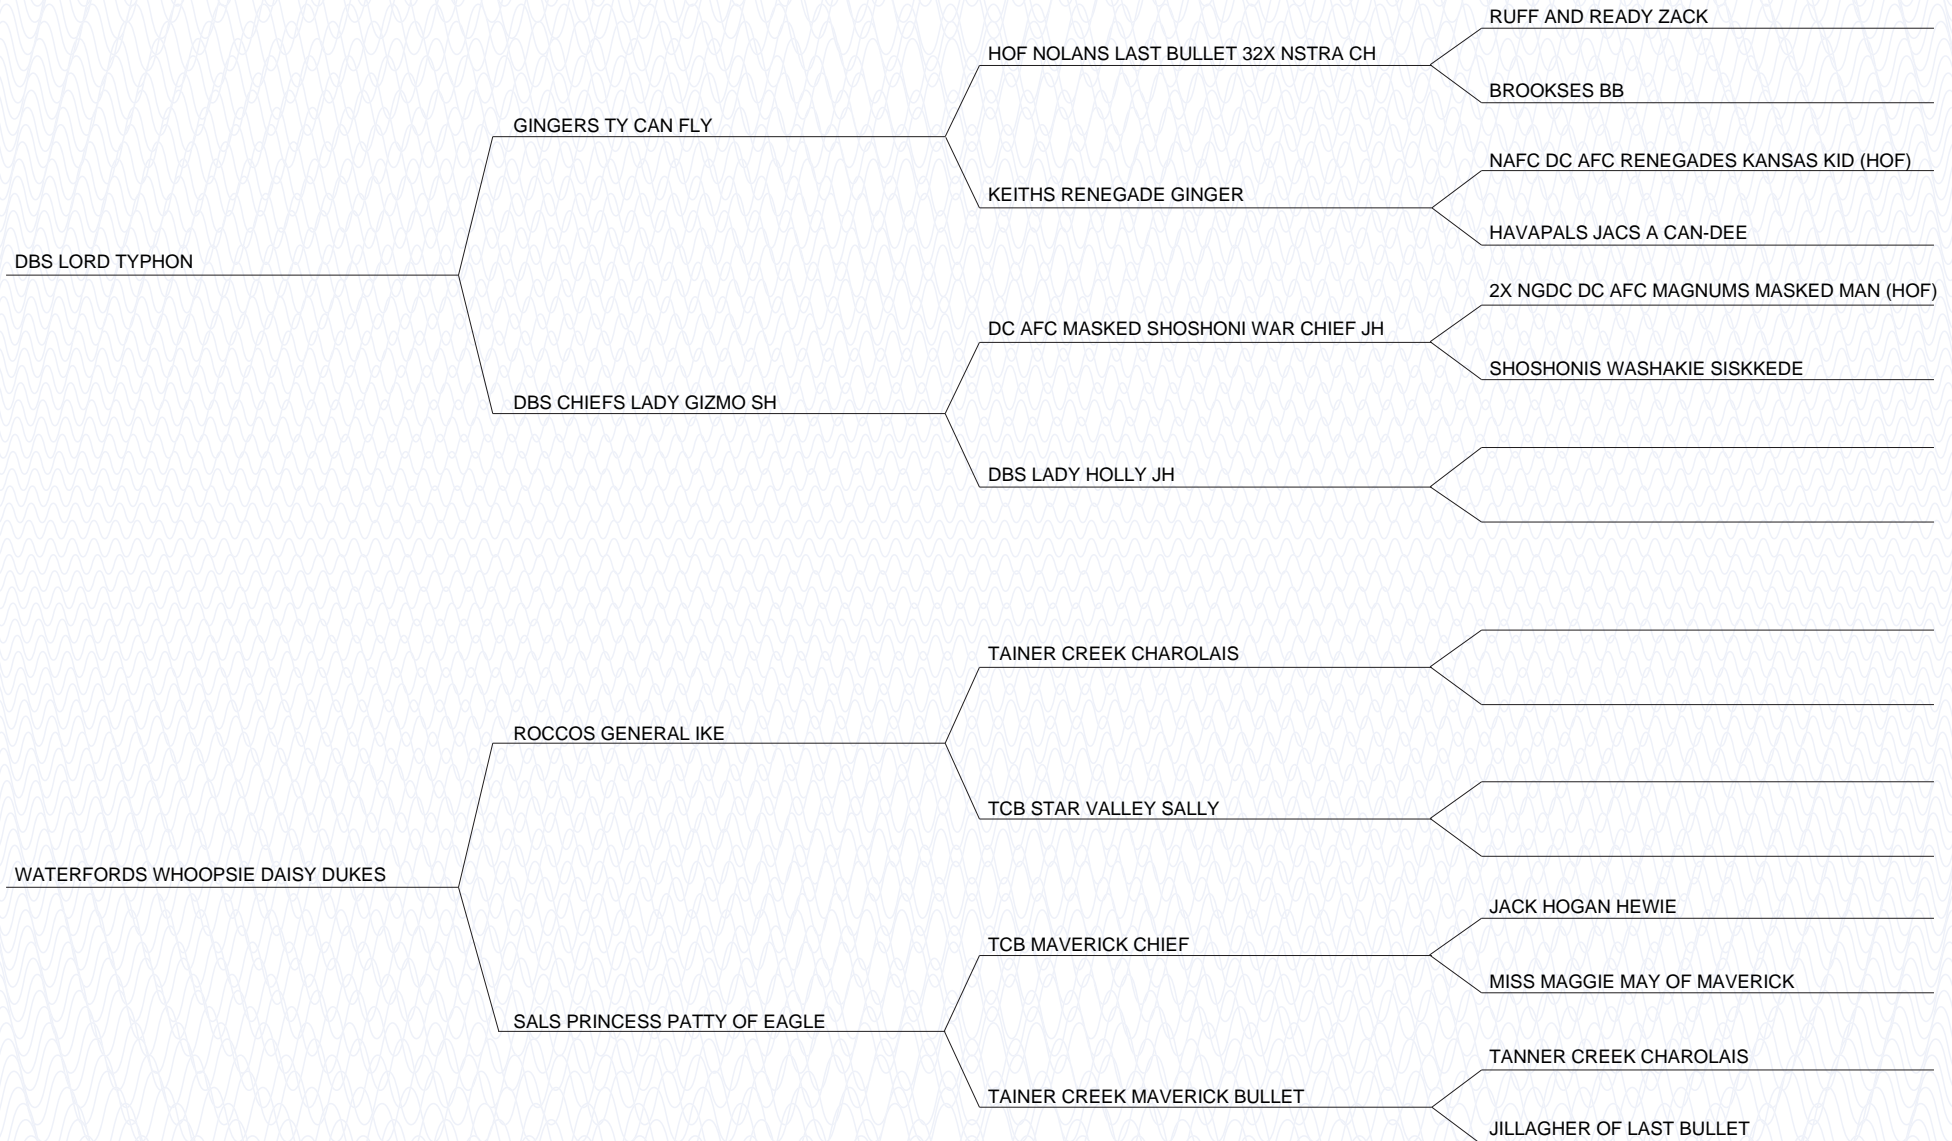 RUFF AND READY ZACK
HOF NOLANS LAST BULLET 32X NSTRA CH
BROOKSES BB
GINGERS TY CAN FLY
NAFC DC AFC RENEGADES KANSAS KID (HOF)
KEITHS RENEGADE GINGER
HAVAPALS JACS A CAN-DEE
DBS LORD TYPHON
2X NGDC DC AFC MAGNUMS MASKED MAN (HOF)
DC AFC MASKED SHOSHONI WAR CHIEF JH
SHOSHONIS WASHAKIE SISKKEDE
DBS CHIEFS LADY GIZMO SH
DBS LADY HOLLY JH
TAINER CREEK CHAROLAIS
ROCCOS GENERAL IKE
TCB STAR VALLEY SALLY
WATERFORDS WHOOPSIE DAISY DUKES
JACK HOGAN HEWIE
TCB MAVERICK CHIEF
MISS MAGGIE MAY OF MAVERICK
SALS PRINCESS PATTY OF EAGLE
TANNER CREEK CHAROLAIS
TAINER CREEK MAVERICK BULLET
JILLAGHER OF LAST BULLET